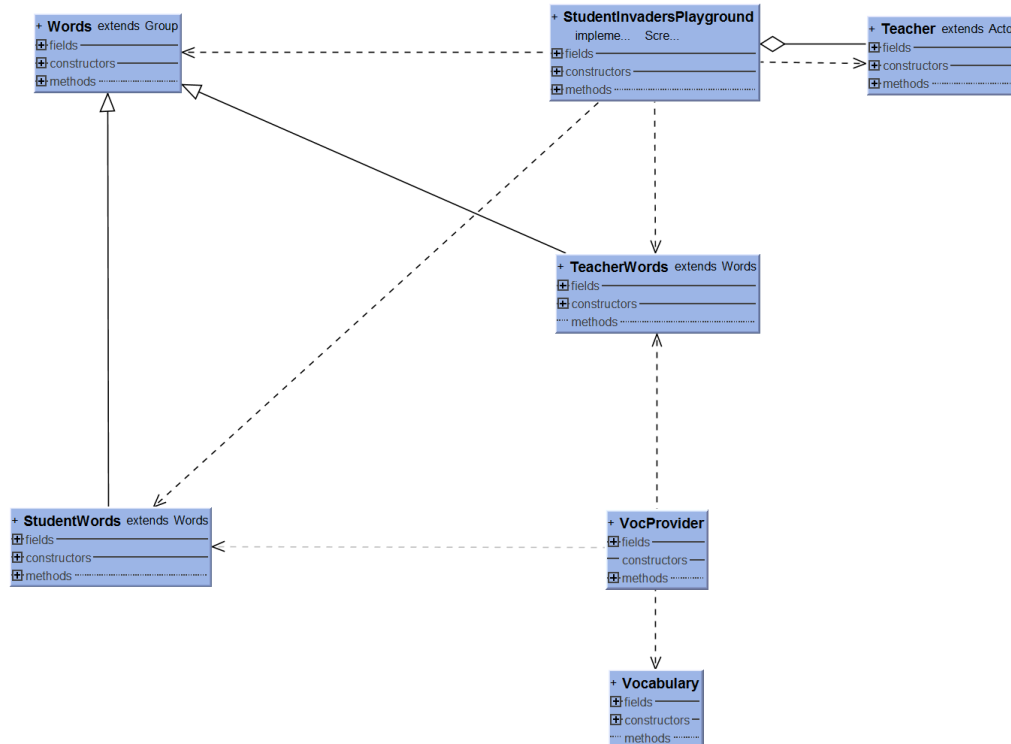 + Words extends Group
fields
constructors
methods
+ StudentInvadersPlayground
impleme... Scre...
fields
constructors
methods
+ Teacher extends Acto
fields
constructors
methods
+ TeacherWords extends Words
fields
constructors
methods
+ StudentWords extends Words
fields
constructors
methods
+ VocProvider
fields
constructors
methods
+ Vocabulary
fields
constructors
methods